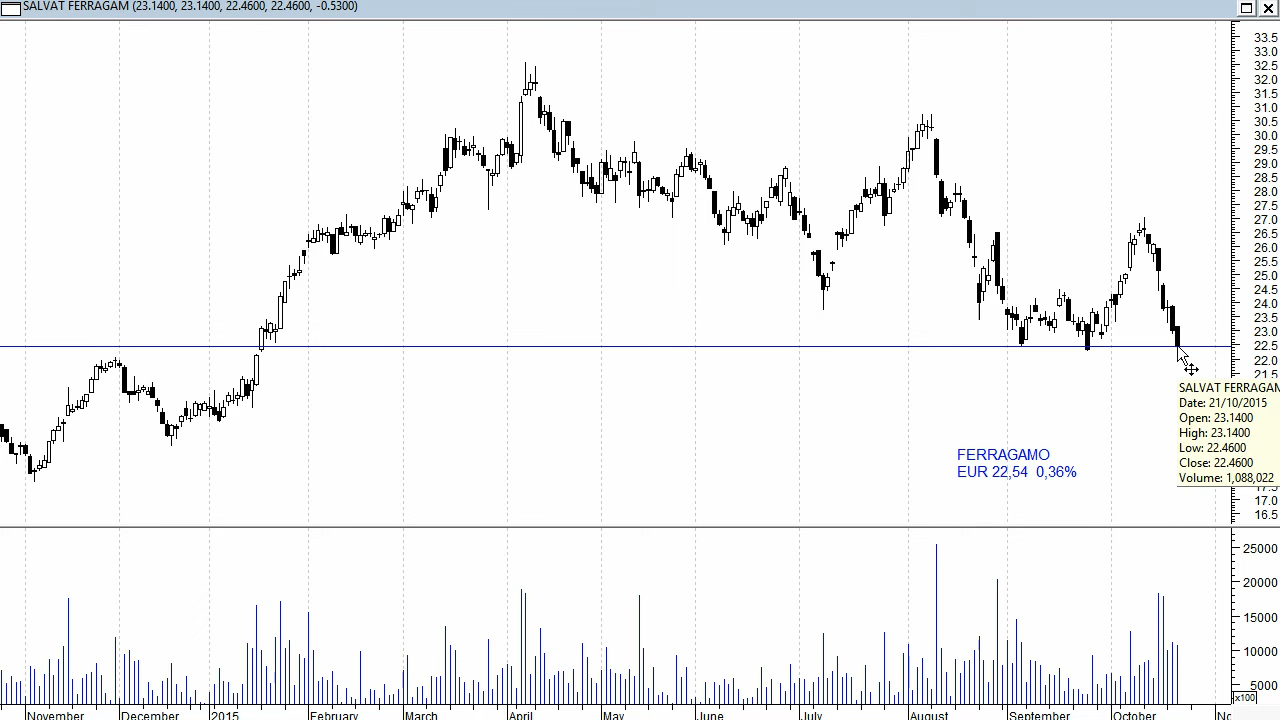 SALVAT FERRAGAM (23.1400, 23.1400, 22.4600, 22.4600, -0.5300)
33.5
33.0
32.5
32.0
31.5
31.0
30.5
30.0
29.5
29.0
28.5
28.0
27.5
27.0
26.5
26.0
25.5
25.0
24.5
24.0
23.5
23.0
22.5
22.0
21.5
SALVAT FERRAGAM
Date: 21/10/2015
Open: 23.1400
High: 23.1400
Low: 22.4600
Close: 22.4600
Volume: 1,088,022
FERRAGAMO
EUR 22,54 0,36%
17.5
17.0
16.5
25000
20000
15000
10000
5000
x100
November December 2015 February March April May June July August September October No